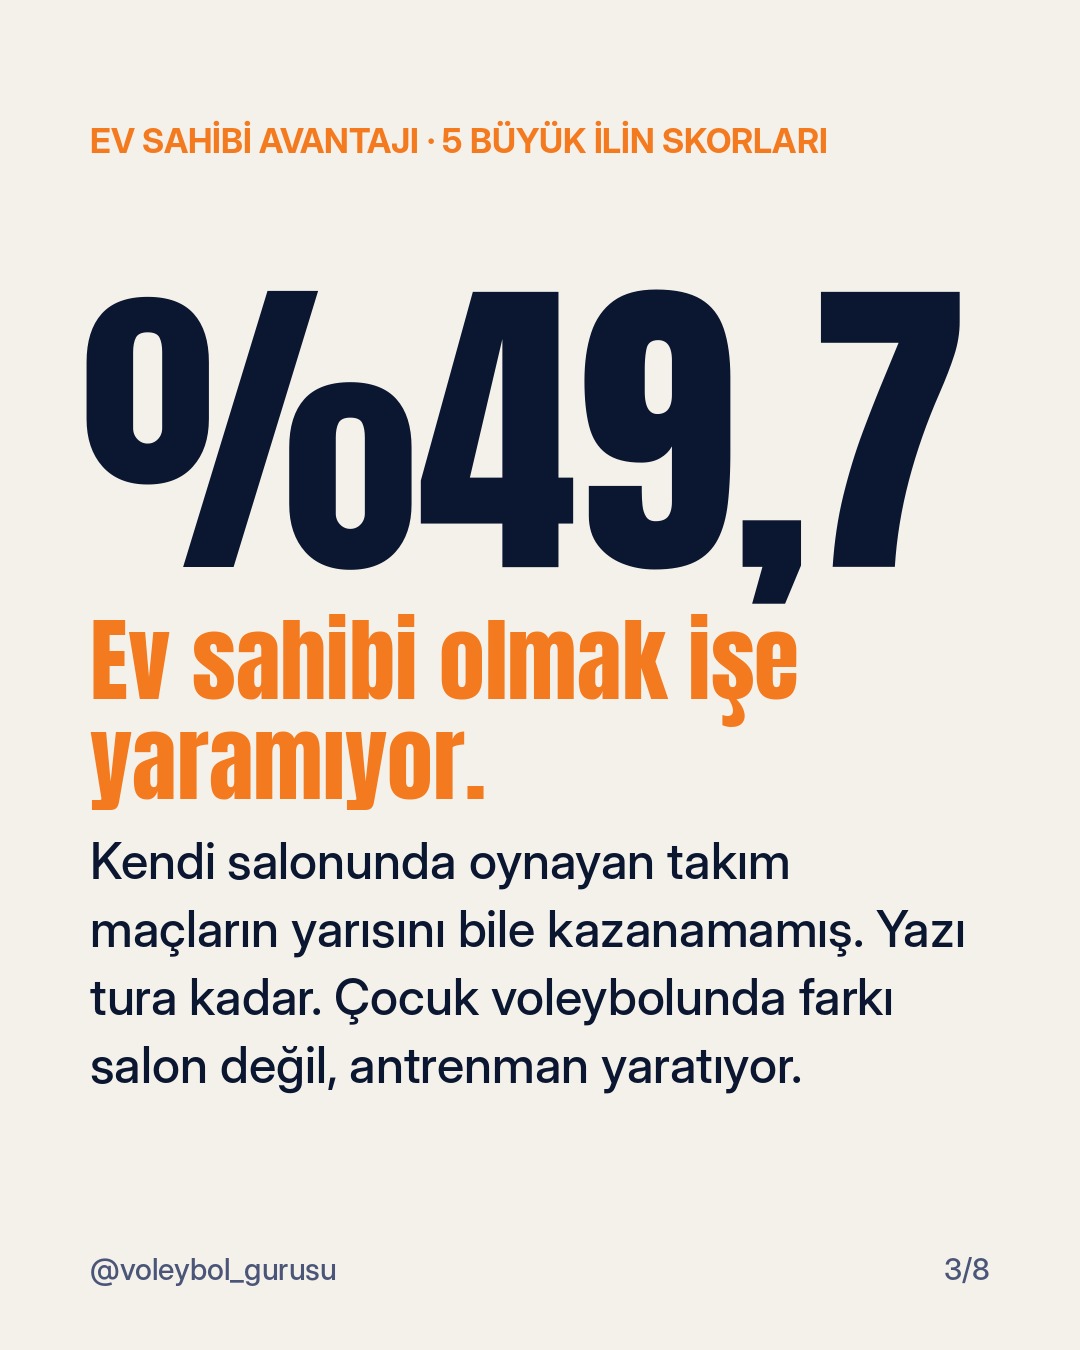 EV SAHİBİ AVANTAJI · 5 BÜYÜK İLİN SKORLARI
%49,7
Ev sahibi olmak işe
yaramıyor.
Kendi salonunda oynayan takım
maçların yarısını bile kazanamamış. Yazı
tura kadar. Çocuk voleybolunda farkı
salon değil, antrenman yaratıyor.
@voleybol_gurusu
3/8